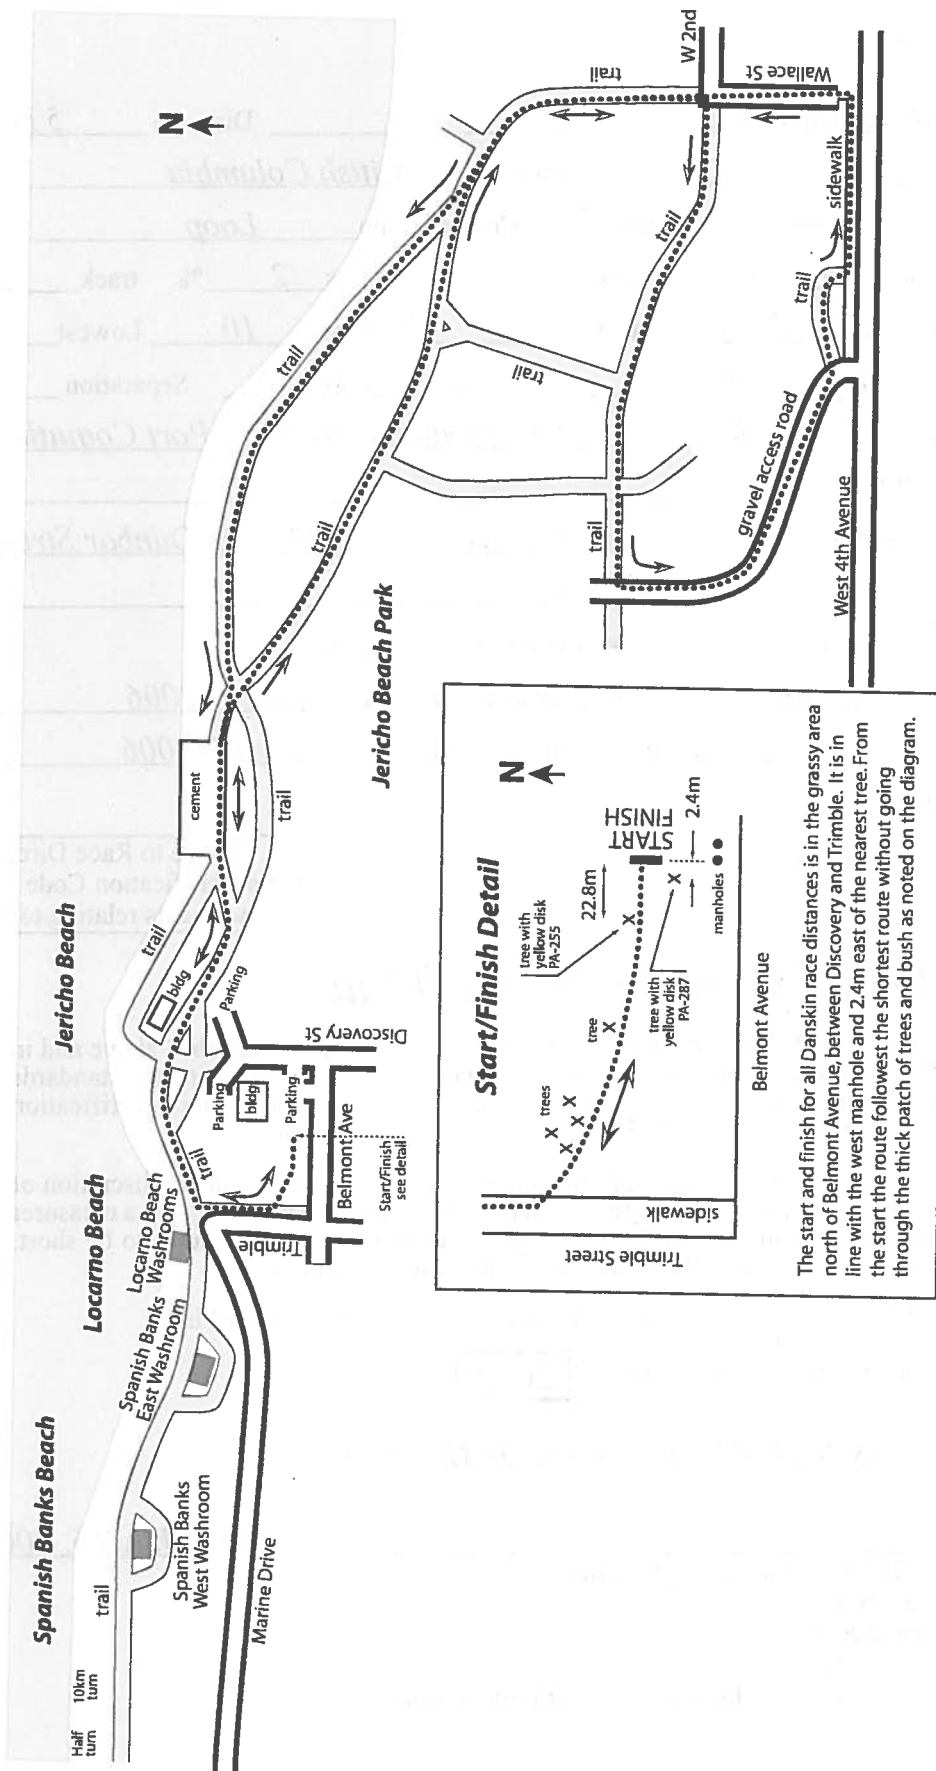 Spanish Banks Beach
Locarno Beach
Jericho Beach
N
Half
turn
10km
turn
trail
Spanish Banks
West Washroom
Spanish Banks
East Washroom
Locarno Beach
Washrooms
Marine Drive
trail
Trimble
Belmont Ave
Start/Finish
see detail
Parking
bldg
Parking
Discovery St
Parking
bldg
trail
cement
trail
trail
trail
Jericho Beach Park
trail
trail
trail
trail
W 2nd
Wallace St
trail
sidewalk
gravel access road
West 4th Avenue
Start/Finish Detail
N
START
FINISH
22.8m
2.4m
tree with
yellow disk
PA-255
tree
trees
tree with
yellow disk
PA-287
manholes
sidewalk
Trimble Street
Belmont Avenue
The start and finish for all Danskin race distances is in the grassy area
north of Belmont Avenue, between Discovery and Trimble. It is in
line with the west manhole and 2.4m east of the nearest tree. From
the start the route followest the shortest route without going
through the thick patch of trees and bush as noted on the diagram.